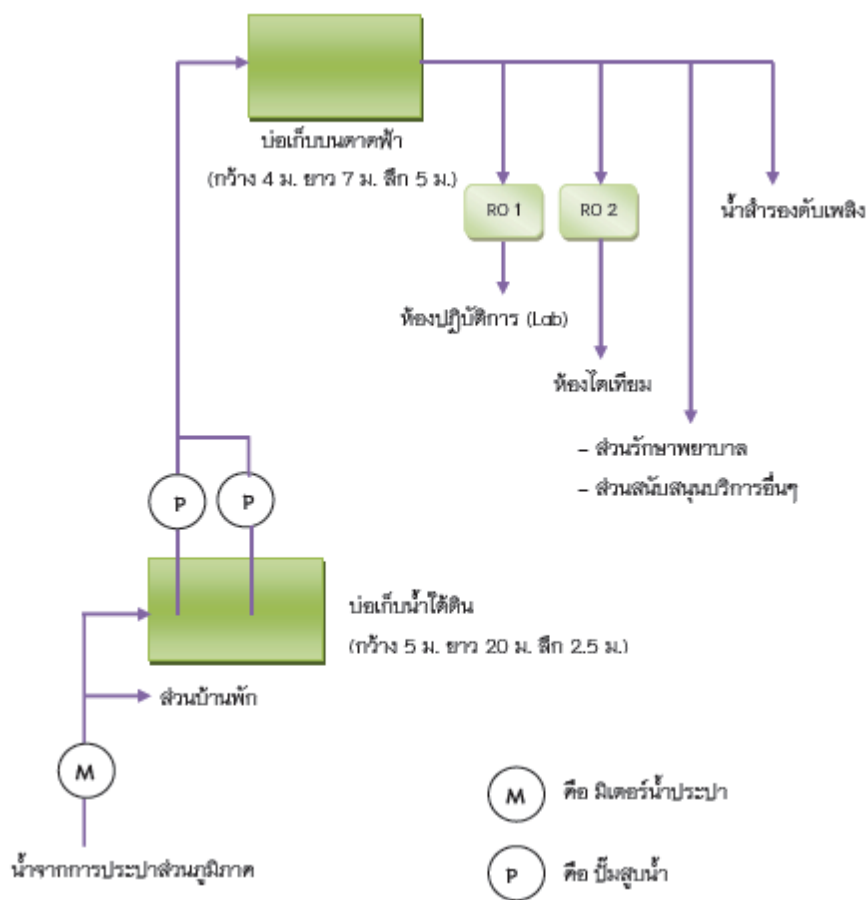 บ่อเก็บบนดาดฟ้า
(กว้าง 4 ม. ยาว 7 ม. ลึก 5 ม.)
RO 1
RO 2
น้ำสำรองดับเพลิง
ห้องปฏิบัติการ (Lab)
ห้องไตเทียม
- ส่วนรักษาพยาบาล
- ส่วนสนับสนุนบริการอื่นๆ
P
P
บ่อเก็บน้ำใต้ดิน
(กว้าง 5 ม. ยาว 20 ม. ลึก 2.5 ม.)
ส่วนบ้านพัก
M
น้ำจากการประปาส่วนภูมิภาค
M คือ มิเตอร์น้ำประปา
P คือ ปั๊มสูบน้ำ